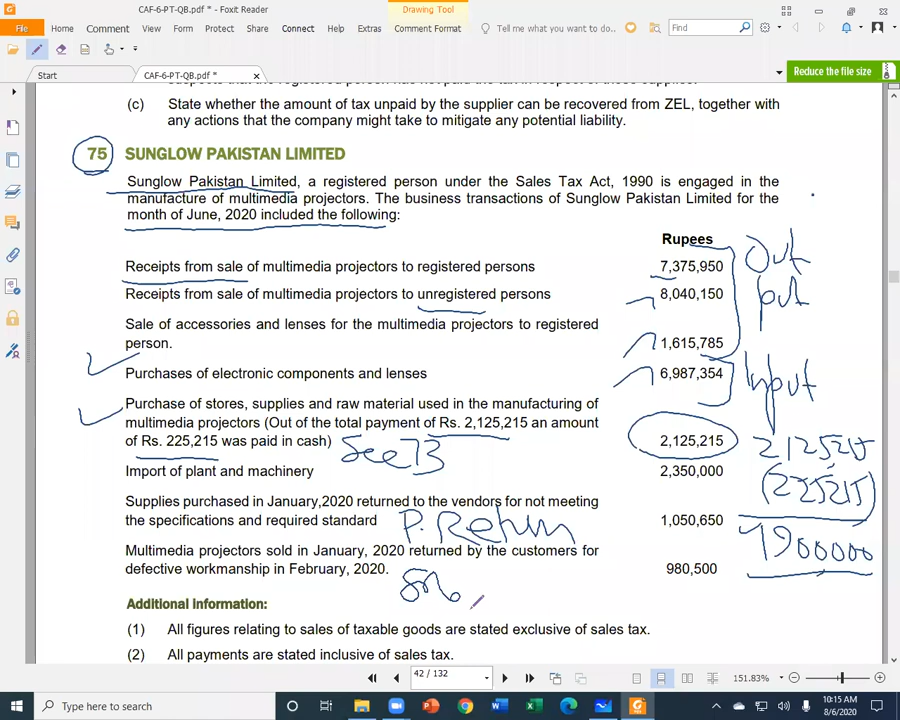 CAF-6-PT-QB.pdf * - Foxit Reader
Drawing Tool
File Home Comment View Form Protect Share Connect Help Extras Comment Format Tell me what you want to do... Find
CAF-6-PT-QB.pdf *
Start
Reduce the file size
(c) State whether the amount of tax unpaid by the supplier can be recovered from ZEL, together with
any actions that the company might take to mitigate any potential liability.
75 SUNGLOW PAKISTAN LIMITED
Sunglow Pakistan Limited, a registered person under the Sales Tax Act, 1990 is engaged in the
manufacture of multimedia projectors. The business transactions of Sunglow Pakistan Limited for the
month of June, 2020 included the following:
Rupees
Receipts from sale of multimedia projectors to registered persons 7,375,950
Out
Receipts from sale of multimedia projectors to unregistered persons 8,040,150
put
Sale of accessories and lenses for the multimedia projectors to registered
person. 1,615,785
Purchases of electronic components and lenses 6,987,354
Input
Purchase of stores, supplies and raw material used in the manufacturing of
multimedia projectors (Out of the total payment of Rs. 2,125,215 an amount
of Rs. 225,215 was paid in cash) 2,125,215
See 73
2125215
Import of plant and machinery 2,350,000
(225215)
Supplies purchased in January,2020 returned to the vendors for not meeting
the specifications and required standard 1,050,650
1900000
Multimedia projectors sold in January, 2020 returned by the customers for
defective workmanship in February, 2020. 980,500
Additional information:
(1) All figures relating to sales of taxable goods are stated exclusive of sales tax.
(2) All payments are stated inclusive of sales tax.
42 / 132
151.83%
Type here to search
10:15 AM
8/6/2020